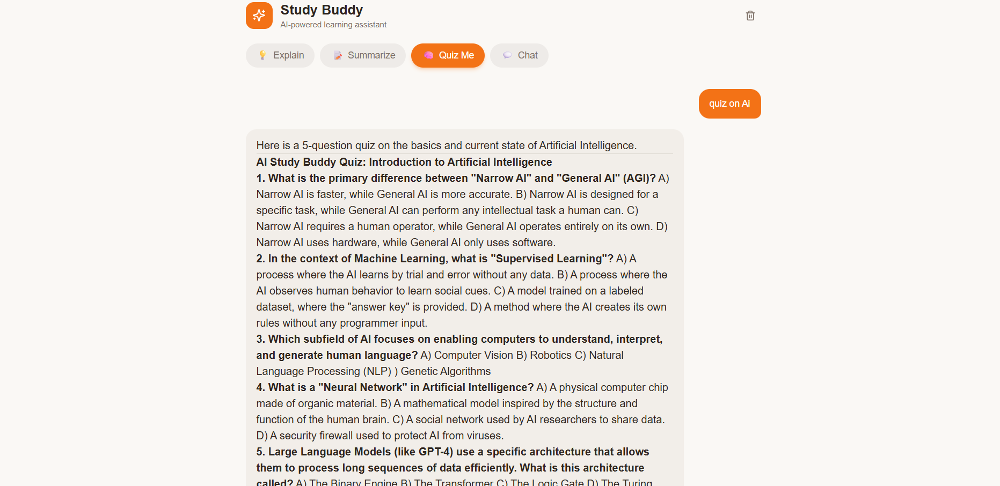 Study Buddy
AI-powered learning assistant
Explain
Summarize
Quiz Me
Chat
quiz on Ai
Here is a 5-question quiz on the basics and current state of Artificial Intelligence.
AI Study Buddy Quiz: Introduction to Artificial Intelligence
1. What is the primary difference between "Narrow AI" and "General AI" (AGI)? A)
Narrow AI is faster, while General AI is more accurate. B) Narrow AI is designed for a
specific task, while General AI can perform any intellectual task a human can. C)
Narrow AI requires a human operator, while General AI operates entirely on its own. D)
Narrow AI uses hardware, while General AI only uses software.
2. In the context of Machine Learning, what is "Supervised Learning"? A) A
process where the AI learns by trial and error without any data. B) A process where the
AI observes human behavior to learn social cues. C) A model trained on a labeled
dataset, where the "answer key" is provided. D) A method where the AI creates its own
rules without any programmer input.
3. Which subfield of AI focuses on enabling computers to understand, interpret,
and generate human language? A) Computer Vision B) Robotics C) Natural
Language Processing (NLP) ) Genetic Algorithms
4. What is a "Neural Network" in Artificial Intelligence? A) A physical computer chip
made of organic material. B) A mathematical model inspired by the structure and
function of the human brain. C) A social network used by AI researchers to share data.
D) A security firewall used to protect AI from viruses.
5. Large Language Models (like GPT-4) use a specific architecture that allows
them to process long sequences of data efficiently. What is this architecture
called? A) The Binary Engine B) The Transformer C) The Logic Gate D) The Turing